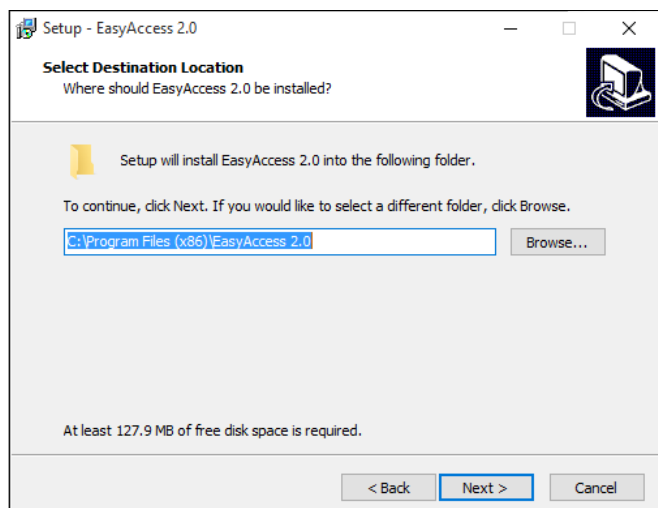 Setup - EasyAccess 2.0
Select Destination Location
Where should EasyAccess 2.0 be installed?
Setup will install EasyAccess 2.0 into the following folder.
To continue, click Next. If you would like to select a different folder, click Browse.
C:\Program Files (x86)\EasyAccess 2.0
Browse...
At least 127.9 MB of free disk space is required.
< Back
Next >
Cancel